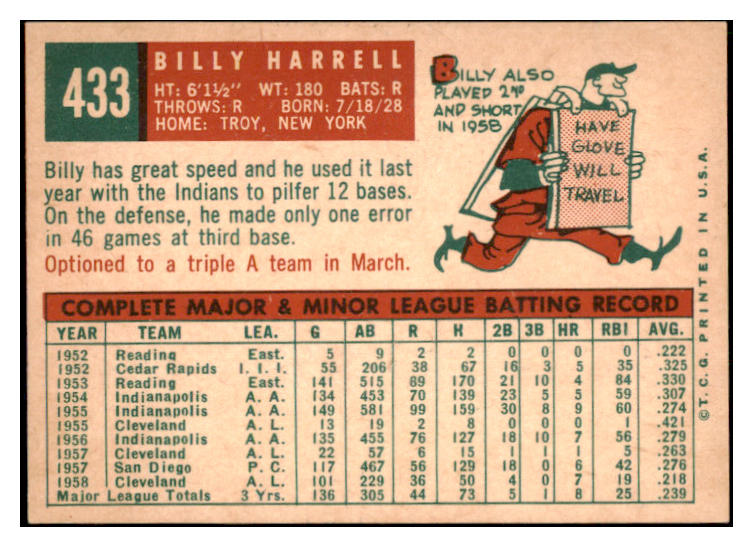 433
BILLY HARRELL
HT: 6'1½" WT: 180 BATS: R
THROWS: R BORN: 7/18/28
HOME: TROY, NEW YORK
BILLY ALSO
PLAYED 2ND
AND SHORT
IN 1958
HAVE
GLOVE
WILL
TRAVEL
Billy has great speed and he used it last
year with the Indians to pilfer 12 bases.
On the defense, he made only one error
in 46 games at third base.
Optioned to a triple A team in March.
COMPLETE MAJOR & MINOR LEAGUE BATTING RECORD
YEAR TEAM LEA. G AB R H 2B 3B HR RBI AVG.
1952 Reading East. 5 9 2 2 0 0 0 0 .222
1952 Cedar Rapids I. I. I. 55 206 38 67 16 3 5 35 .325
1953 Reading East. 141 515 89 170 21 10 4 84 .330
1954 Indianapolis A. A. 134 453 70 139 23 5 5 59 .307
1955 Indianapolis A. A. 149 581 99 159 30 8 9 60 .274
1955 Cleveland A. L. 13 19 2 8 0 0 0 1 .421
1956 Indianapolis A. A. 135 455 76 127 18 10 7 56 .279
1957 Cleveland A. L. 22 57 6 15 1 1 1 5 .263
1957 San Diego P. C. 117 467 56 129 18 0 6 42 .276
1958 Cleveland A. L. 101 229 36 50 4 0 7 19 .218
Major League Totals 3 Yrs. 136 305 44 73 5 1 8 25 .239
© T. C. G. PRINTED IN U.S.A.